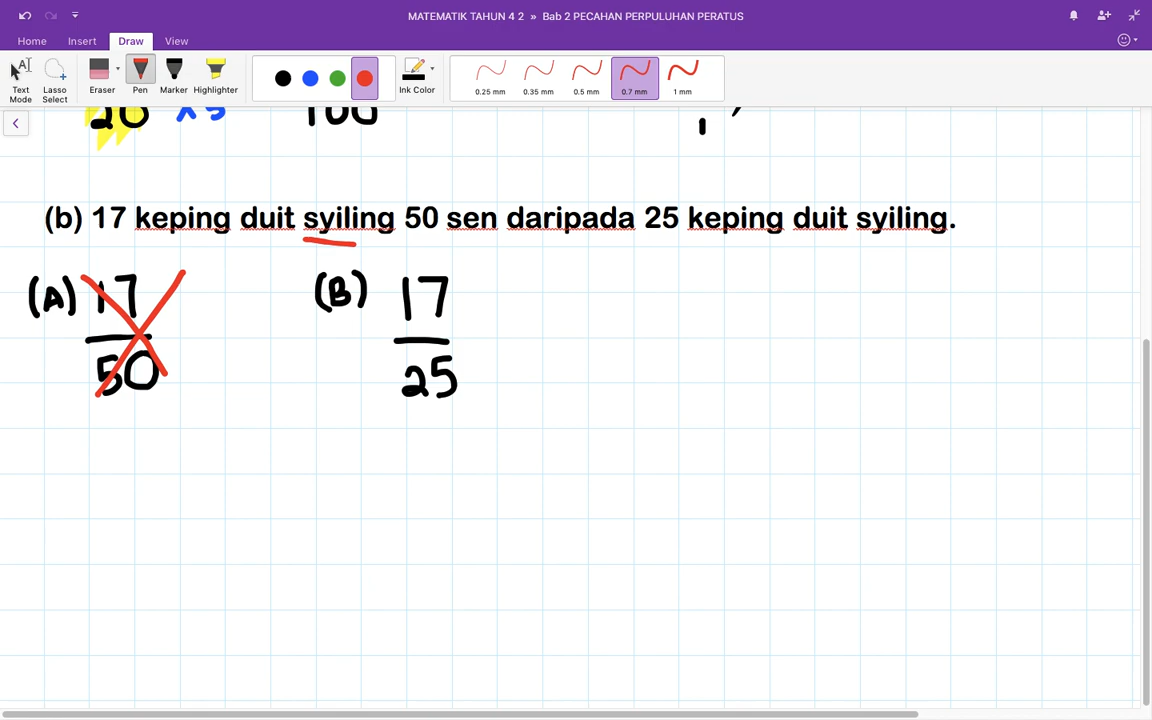 MATEMATIK TAHUN 4 2 » Bab 2 PECAHAN PERPULUHAN PERATUS
Home Insert Draw View
Text Mode Lasso Select Eraser Pen Marker Highlighter Ink Color 0.25 mm 0.35 mm 0.5 mm 0.7 mm 1 mm
20 x 5 100
(b) 17 keping duit syiling 50 sen daripada 25 keping duit syiling.
(A) 17 (B) 17
50 25